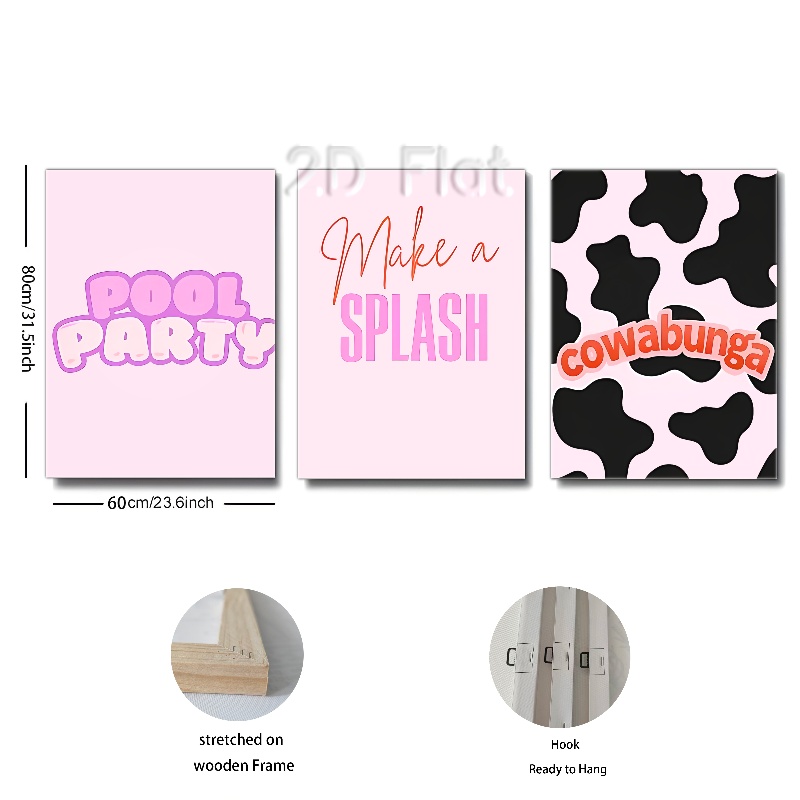 2D Flat
80cm/31.5inch
POOL
PARTY
Make a
SPLASH
cowabunga
60cm/23.6inch
stretched on
wooden Frame
Hook
Ready to Hang